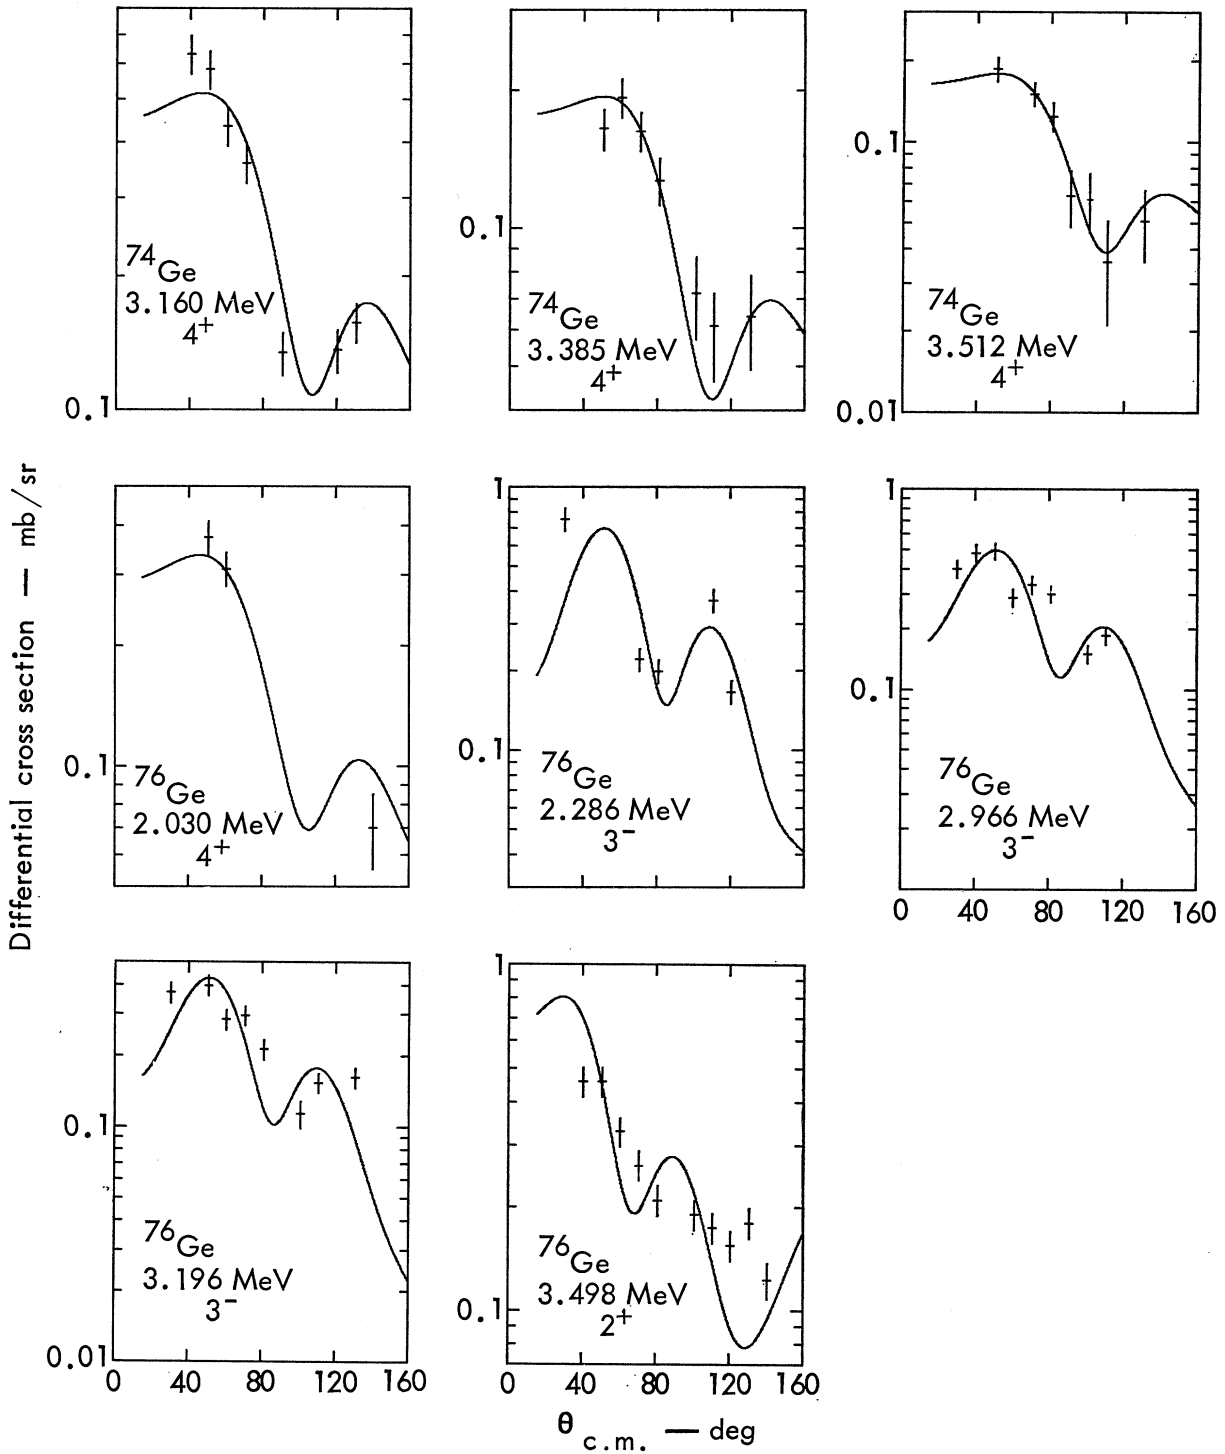 74Ge
3.160 MeV
4+
0.1
74Ge
3.385 MeV
4+
0.1
74Ge
3.512 MeV
4+
0.1
0.01
Differential cross section — mb/sr
76Ge
2.030 MeV
4+
0.1
1
76Ge
2.286 MeV
3-
0.1
1
76Ge
2.966 MeV
3-
0.1
0 40 80 120 160
76Ge
3.196 MeV
3-
0.1
0.01
0 40 80 120 160
1
76Ge
3.498 MeV
2+
0.1
0 40 80 120 160
θc.m. — deg